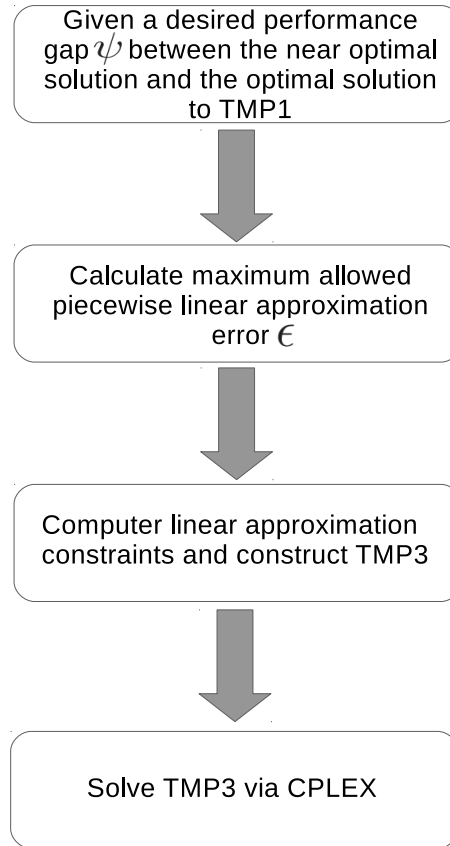 Given a desired performance
gap ψ between the near optimal
solution and the optimal solution
to TMP1
Calculate maximum allowed
piecewise linear approximation
error ϵ
Computer linear approximation
constraints and construct TMP3
Solve TMP3 via CPLEX